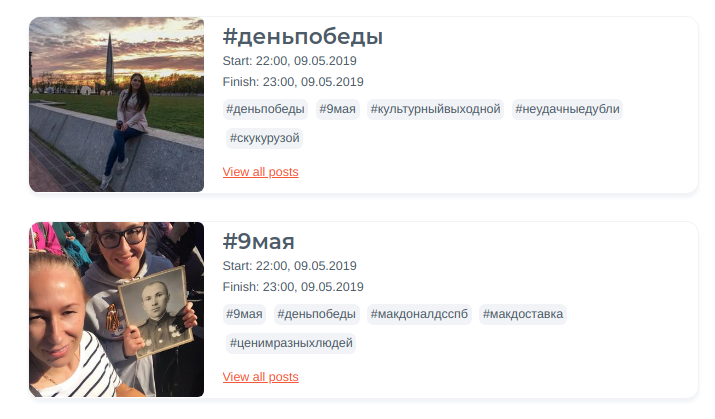 #деньпобеды
Start: 22:00, 09.05.2019
Finish: 23:00, 09.05.2019
#деньпобеды #9мая #культурныйвыходной #неудачныедубли
#скукурузой
View all posts
#9мая
Start: 22:00, 09.05.2019
Finish: 23:00, 09.05.2019
#9мая #деньпобеды #макдоналдсспб #макдоставка
#ценимразныхлюдей
View all posts